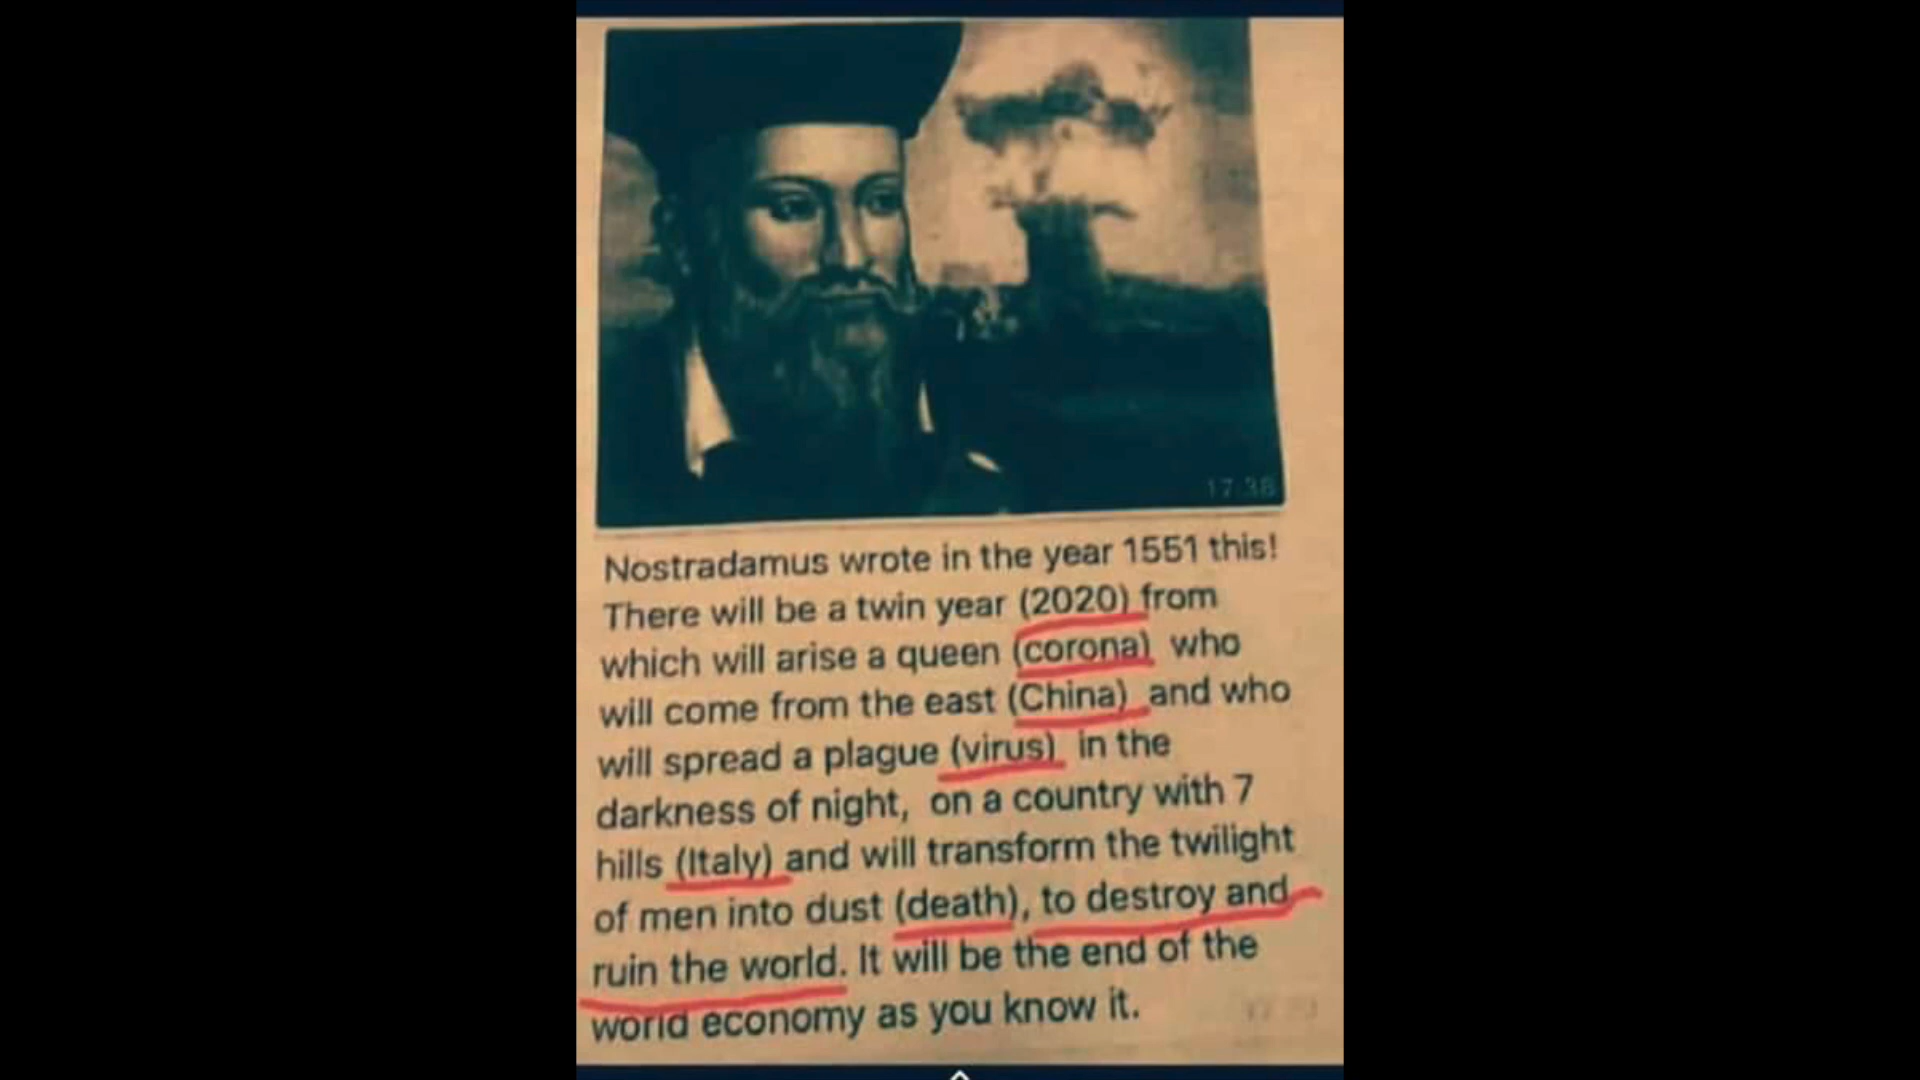 17:38
Nostradamus wrote in the year 1551 this!
There will be a twin year (2020) from
which will arise a queen (corona) who
will come from the east (China) and who
will spread a plague (virus) in the
darkness of night, on a country with 7
hills (Italy) and will transform the twilight
of men into dust (death), to destroy and
ruin the world. It will be the end of the
world economy as you know it.